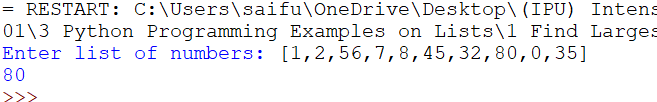 = RESTART: C:\Users\saifu\OneDrive\Desktop\(IPU) Intens
01\3 Python Programming Examples on Lists\1 Find Larges
Enter list of numbers: [1,2,56,7,8,45,32,80,0,35]
80
>>>